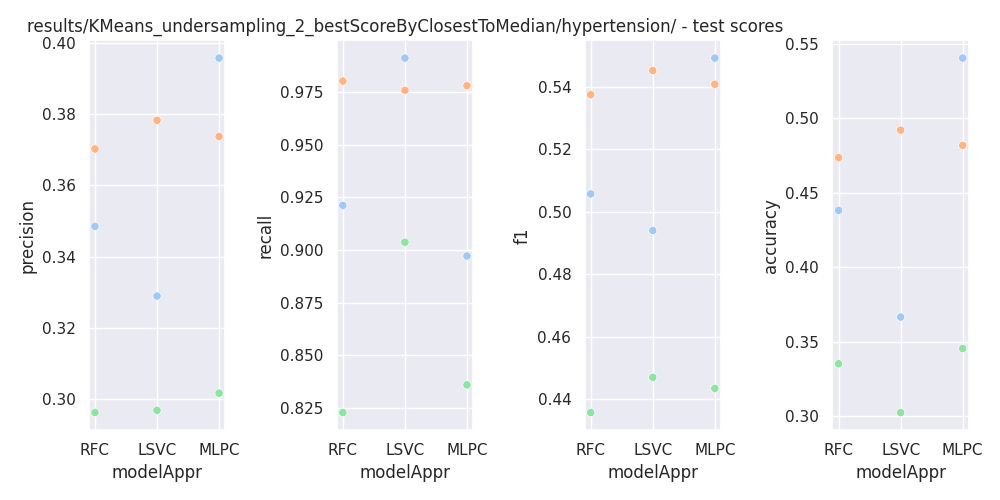 results/KMeans_undersampling_2_bestScoreByClosestToMedian/hypertension/ - test scores
0.40
0.38
0.36
0.34
0.32
0.30
precision
RFC LSVC MLPC
modelAppr
0.975
0.950
0.925
0.900
0.875
0.850
0.825
recall
RFC LSVC MLPC
modelAppr
0.54
0.52
0.50
0.48
0.46
0.44
f1
RFC LSVC MLPC
modelAppr
0.55
0.50
0.45
0.40
0.35
0.30
accuracy
RFC LSVC MLPC
modelAppr